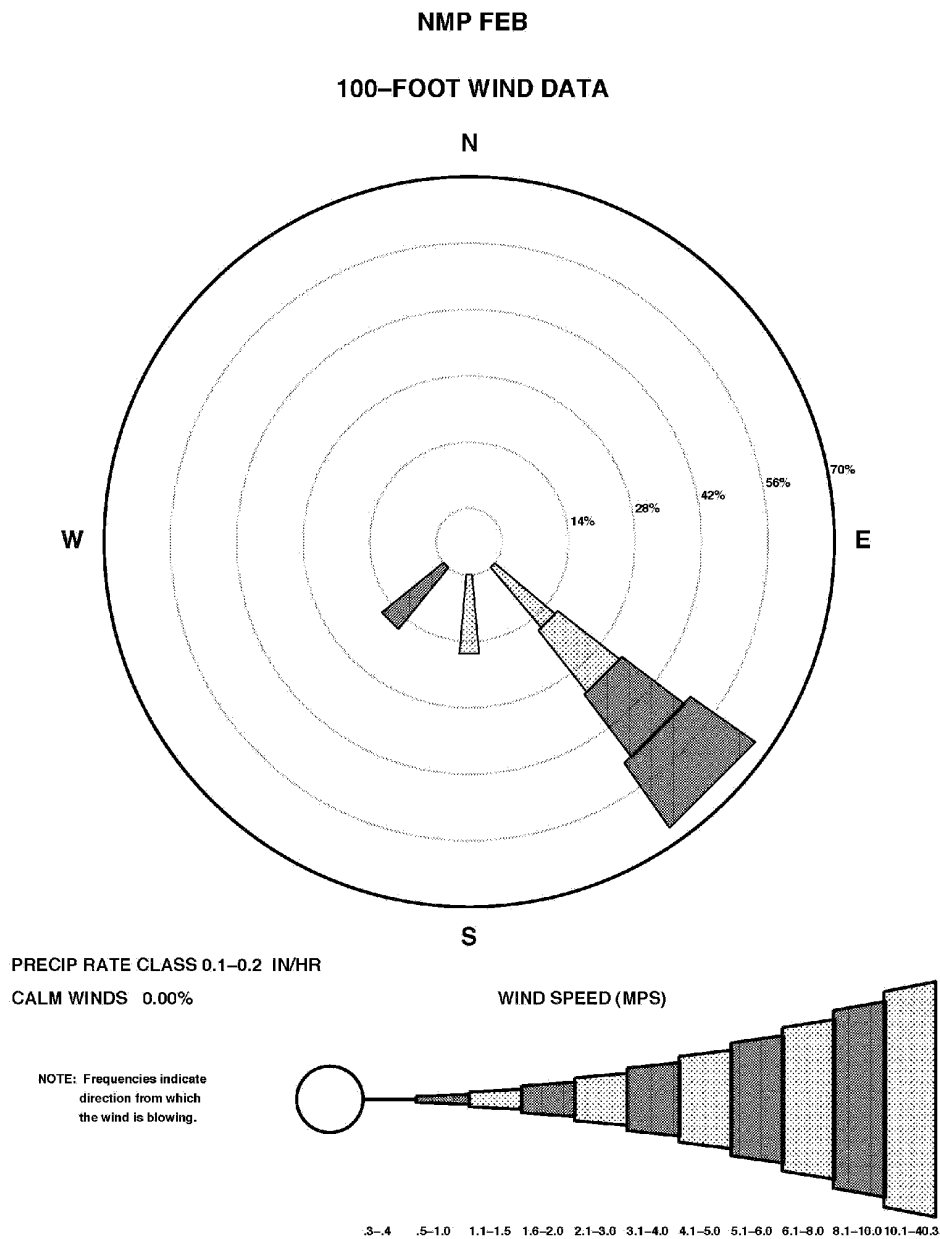 NMP FEB
100–FOOT WIND DATA
N
70%
56%
42%
28%
14%
W
E
S
PRECIP RATE CLASS 0.1–0.2 IN/HR
CALM WINDS 0.00%
WIND SPEED (MPS)
NOTE: Frequencies indicate
direction from which
the wind is blowing.
.3–.4 .5–1.0 1.1–1.5 1.6–2.0 2.1–3.0 3.1–4.0 4.1–5.0 5.1–6.0 6.1–8.0 8.1–10.0 10.1–40.3